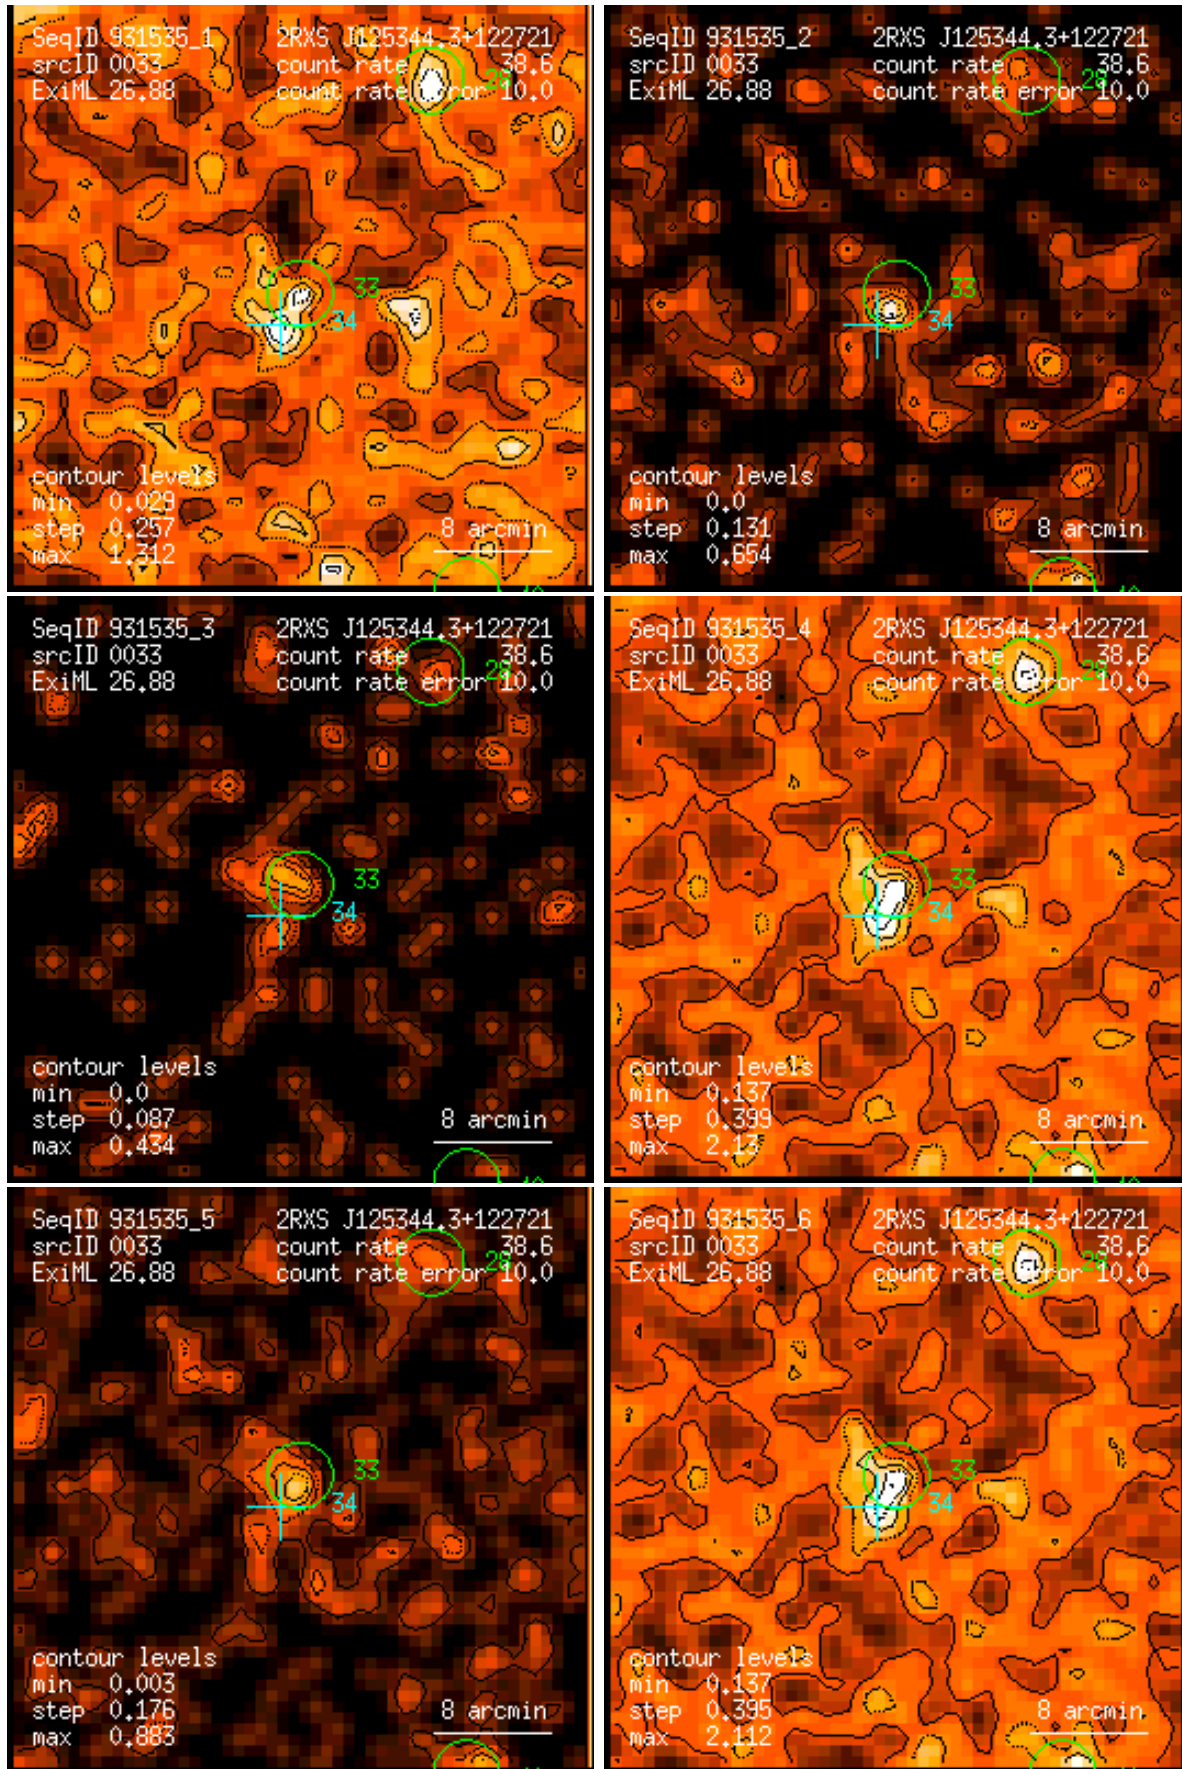 SeqID 931535_1 2RXS J125344.3+122721
srcID 0033 count rate 38.6
ExiML 26.88 count rate error 10.0
29
33
34
contour levels
min 0.029
step 0.257
max 1.312
8 arcmin
SeqID 931535_2 2RXS J125344.3+122721
srcID 0033 count rate 38.6
ExiML 26.88 count rate error 10.0
29
33
34
contour levels
min 0.0
step 0.131
max 0.654
8 arcmin
SeqID 931535_3 2RXS J125344.3+122721
srcID 0033 count rate 38.6
ExiML 26.88 count rate error 10.0
29
33
34
contour levels
min 0.0
step 0.087
max 0.434
8 arcmin
SeqID 931535_4 2RXS J125344.3+122721
srcID 0033 count rate 38.6
ExiML 26.88 count rate error 10.0
29
33
34
contour levels
min 0.137
step 0.399
max 2.13
8 arcmin
SeqID 931535_5 2RXS J125344.3+122721
srcID 0033 count rate 38.6
ExiML 26.88 count rate error 10.0
29
33
34
contour levels
min 0.003
step 0.176
max 0.883
8 arcmin
SeqID 931535_6 2RXS J125344.3+122721
srcID 0033 count rate 38.6
ExiML 26.88 count rate error 10.0
29
33
34
contour levels
min 0.137
step 0.395
max 2.112
8 arcmin